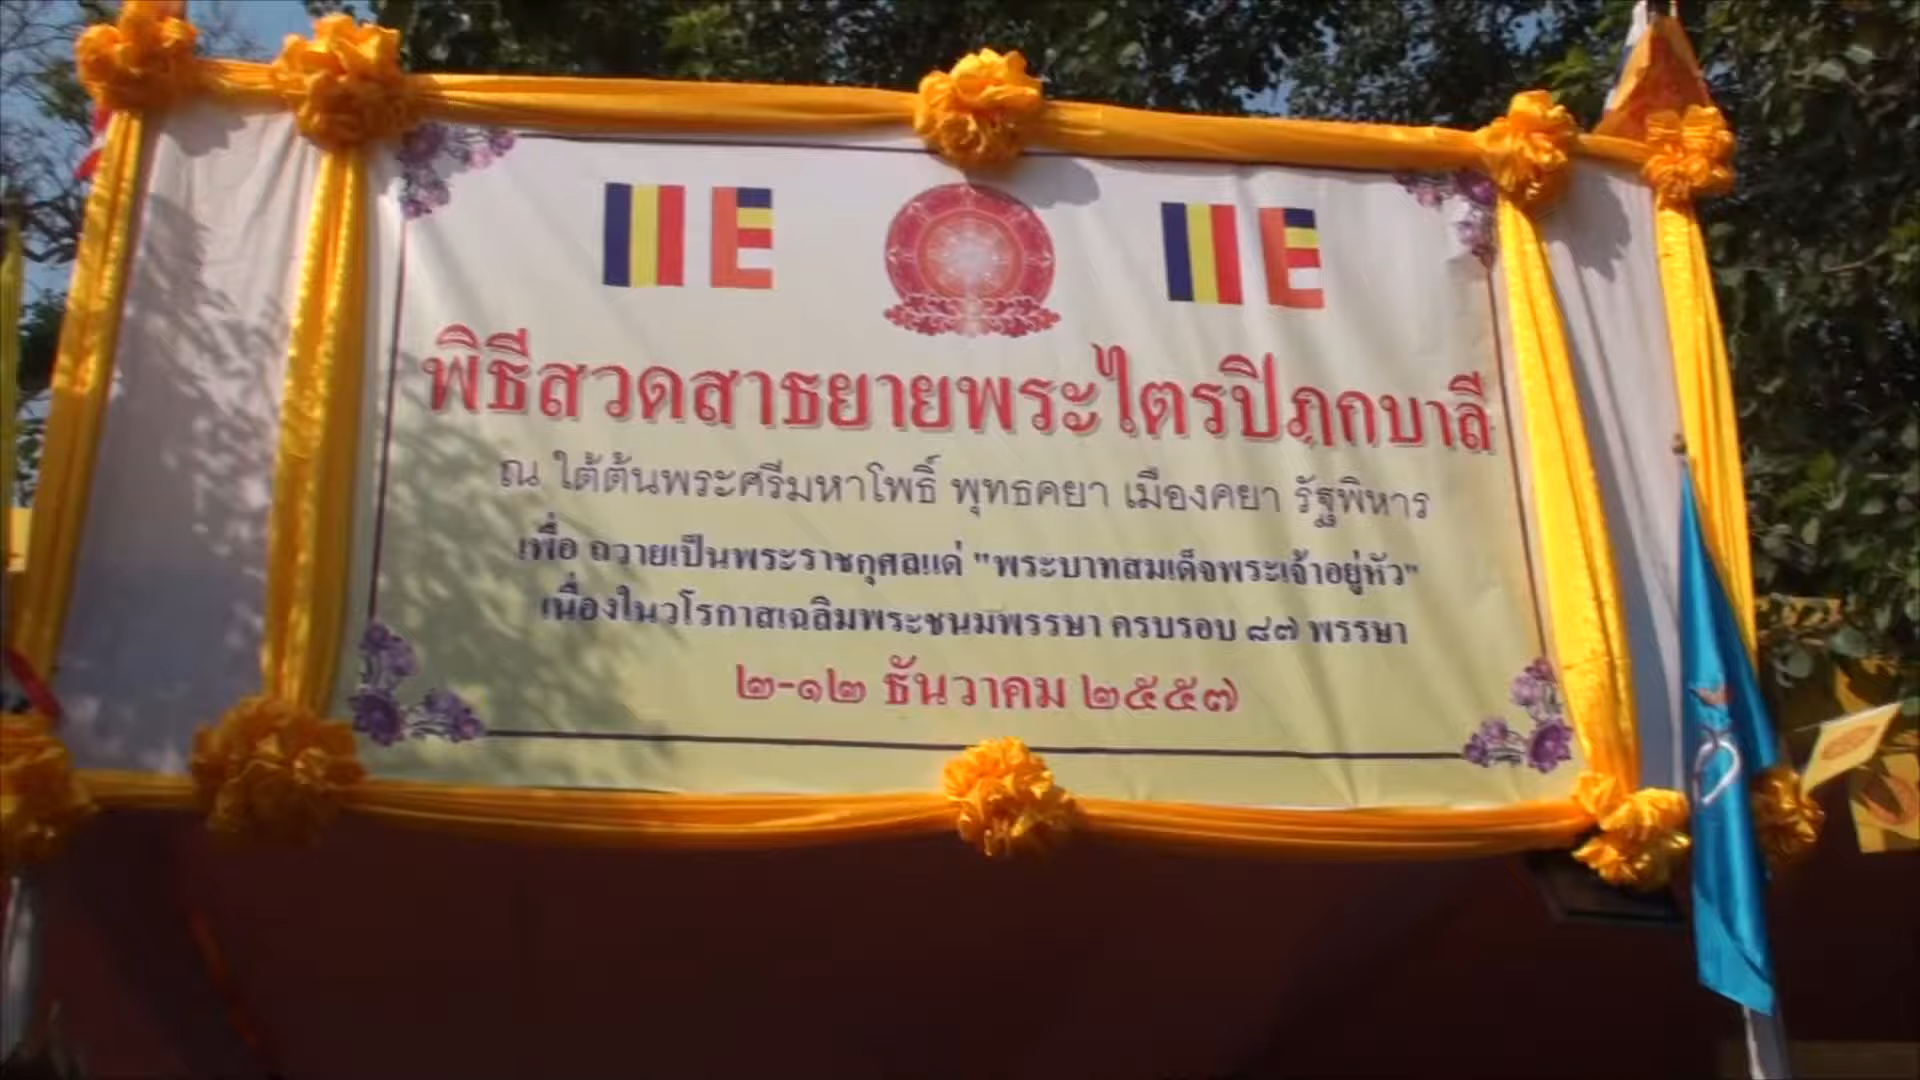 พิธีสวดสาธยายพระไตรปิฎกบาลี
ณ ใต้ต้นพระศรีมหาโพธิ์ พุทธคยา เมืองคยา รัฐพิหาร
เพื่อ ถวายเป็นพระราชกุศลแด่ "พระบาทสมเด็จพระเจ้าอยู่หัว"
เนื่องในวโรกาสเฉลิมพระชนมพรรษา ครบรอบ ๘๗ พรรษา
๒-๑๒ ธันวาคม ๒๕๕๗